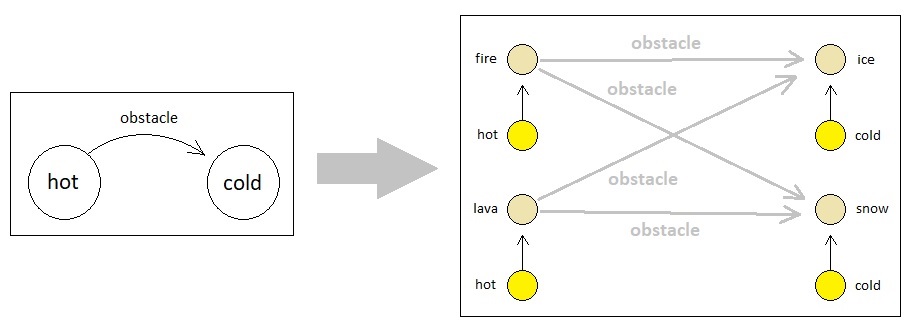 obstacle
hot
cold
obstacle
fire
ice
obstacle
hot
cold
obstacle
lava
snow
obstacle
hot
cold